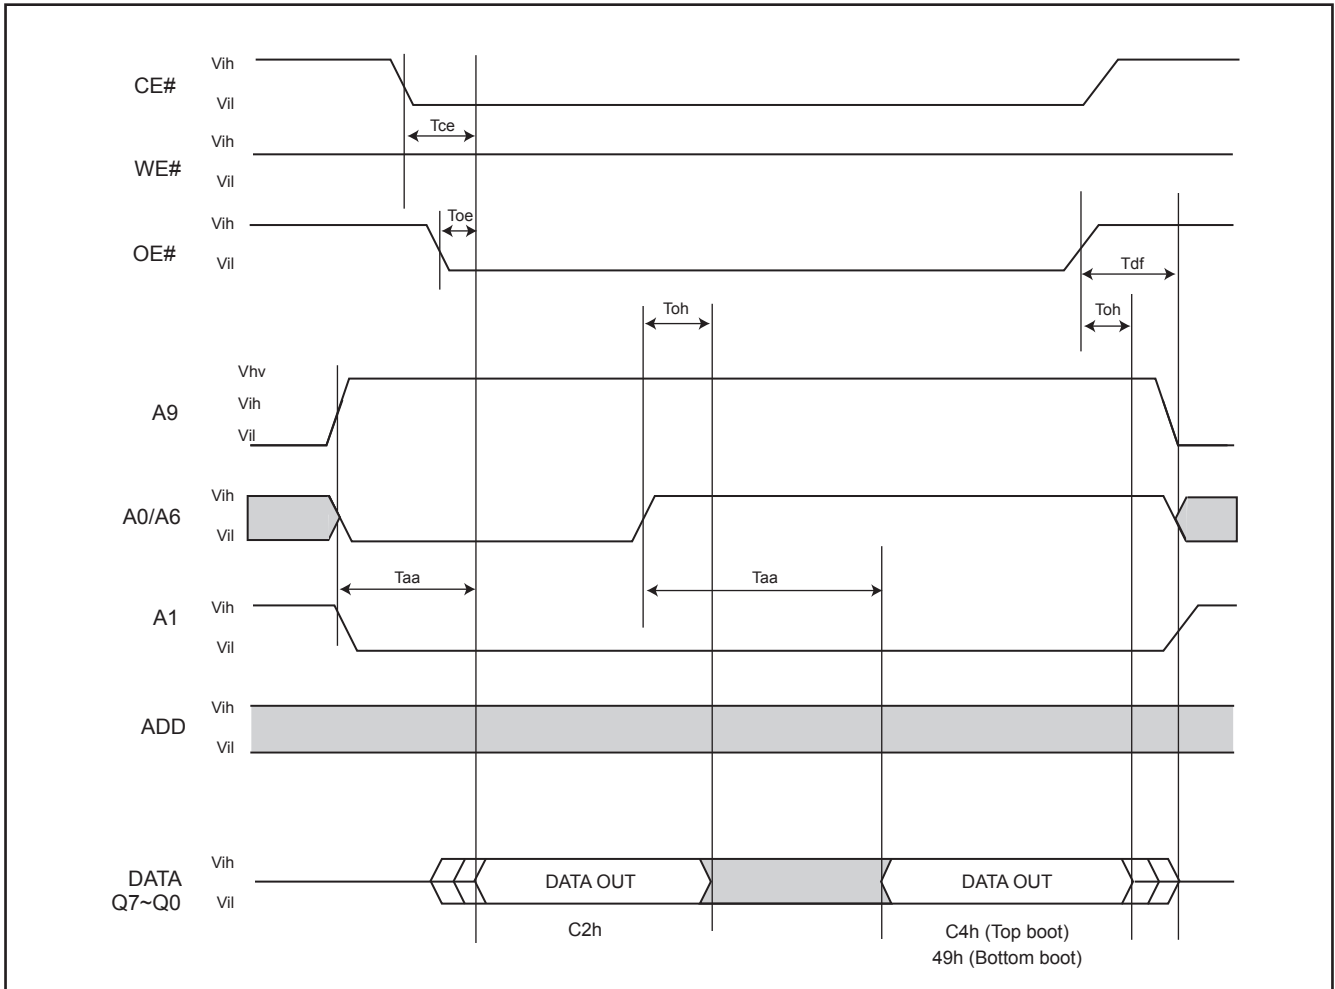 Vih
CE#
Vil
Tce
Vih
WE#
Vil
Toe
Vih
OE#
Vil
Tdf
Toh
Toh
Vhv
A9
Vih
Vil
Vih
A0/A6
Vil
Taa
Taa
Vih
A1
Vil
Vih
ADD
Vil
Vih
DATA
Q7~Q0
Vil
DATA OUT
DATA OUT
C2h
C4h (Top boot)
49h (Bottom boot)